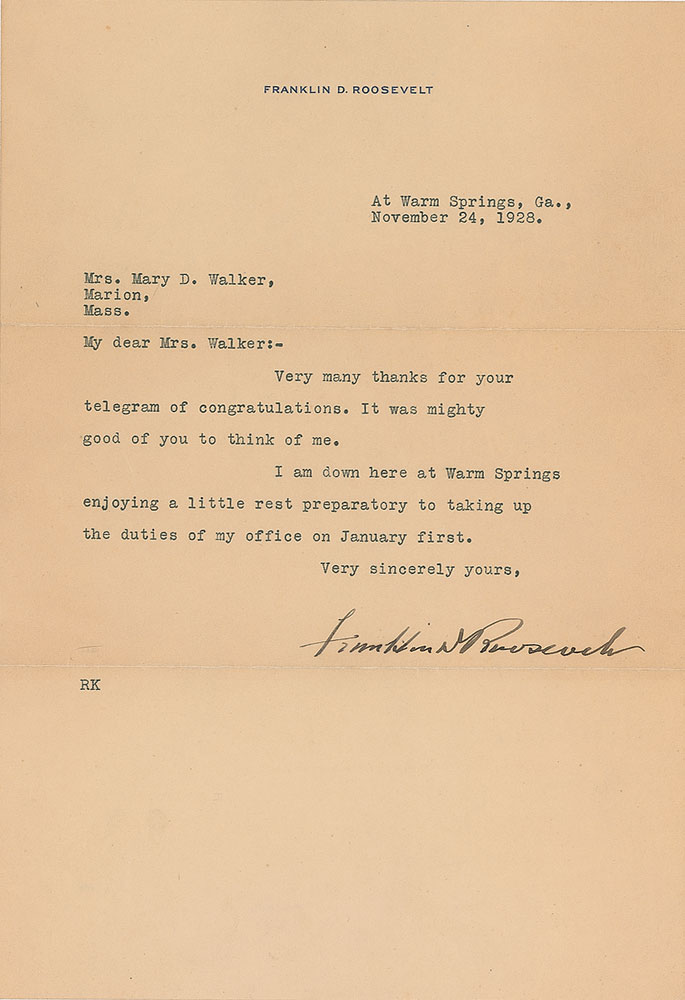 FRANKLIN D. ROOSEVELT
At Warm Springs, Ga.,
November 24, 1928.
Mrs. Mary D. Walker,
Marion,
Mass.
My dear Mrs. Walker:-
Very many thanks for your
telegram of congratulations. It was mighty
good of you to think of me.
I am down here at Warm Springs
enjoying a little rest preparatory to taking up
the duties of my office on January first.
Very sincerely yours,
Franklin D Roosevelt
RK